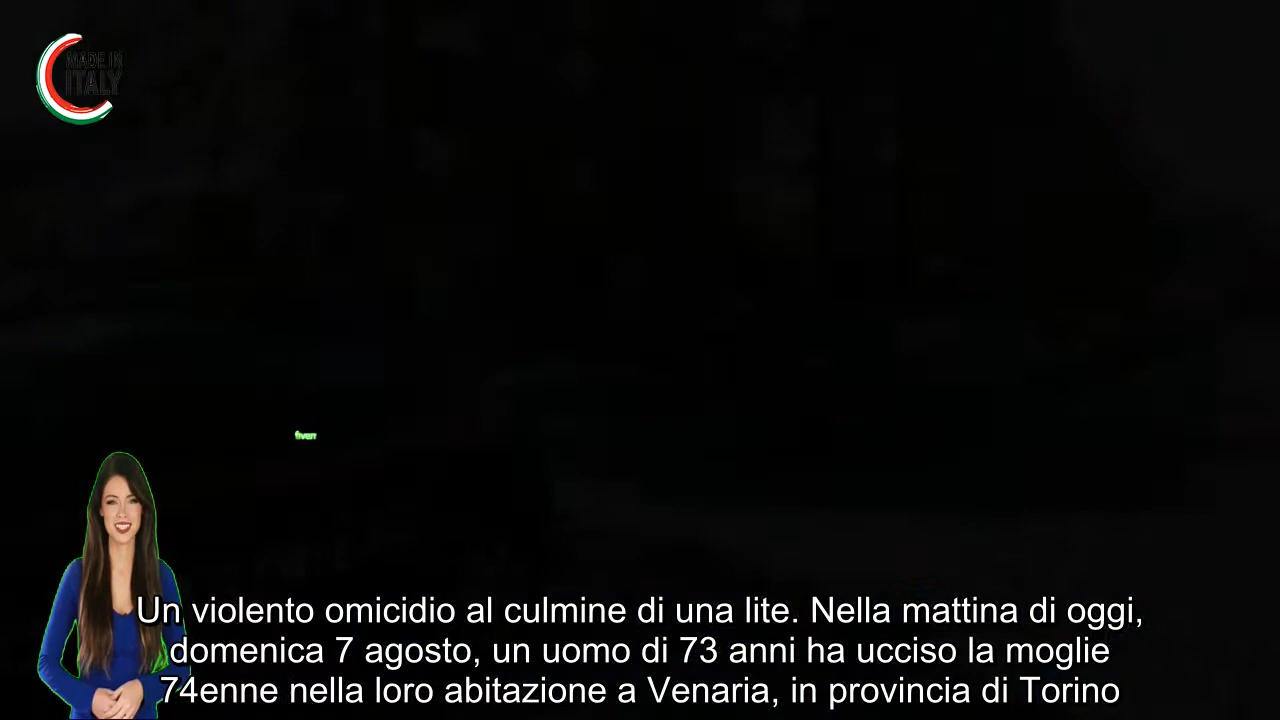 MADE IN
ITALY
fiverr
Un violento omicidio al culmine di una lite. Nella mattina di oggi,
domenica 7 agosto, un uomo di 73 anni ha ucciso la moglie
74enne nella loro abitazione a Venaria, in provincia di Torino